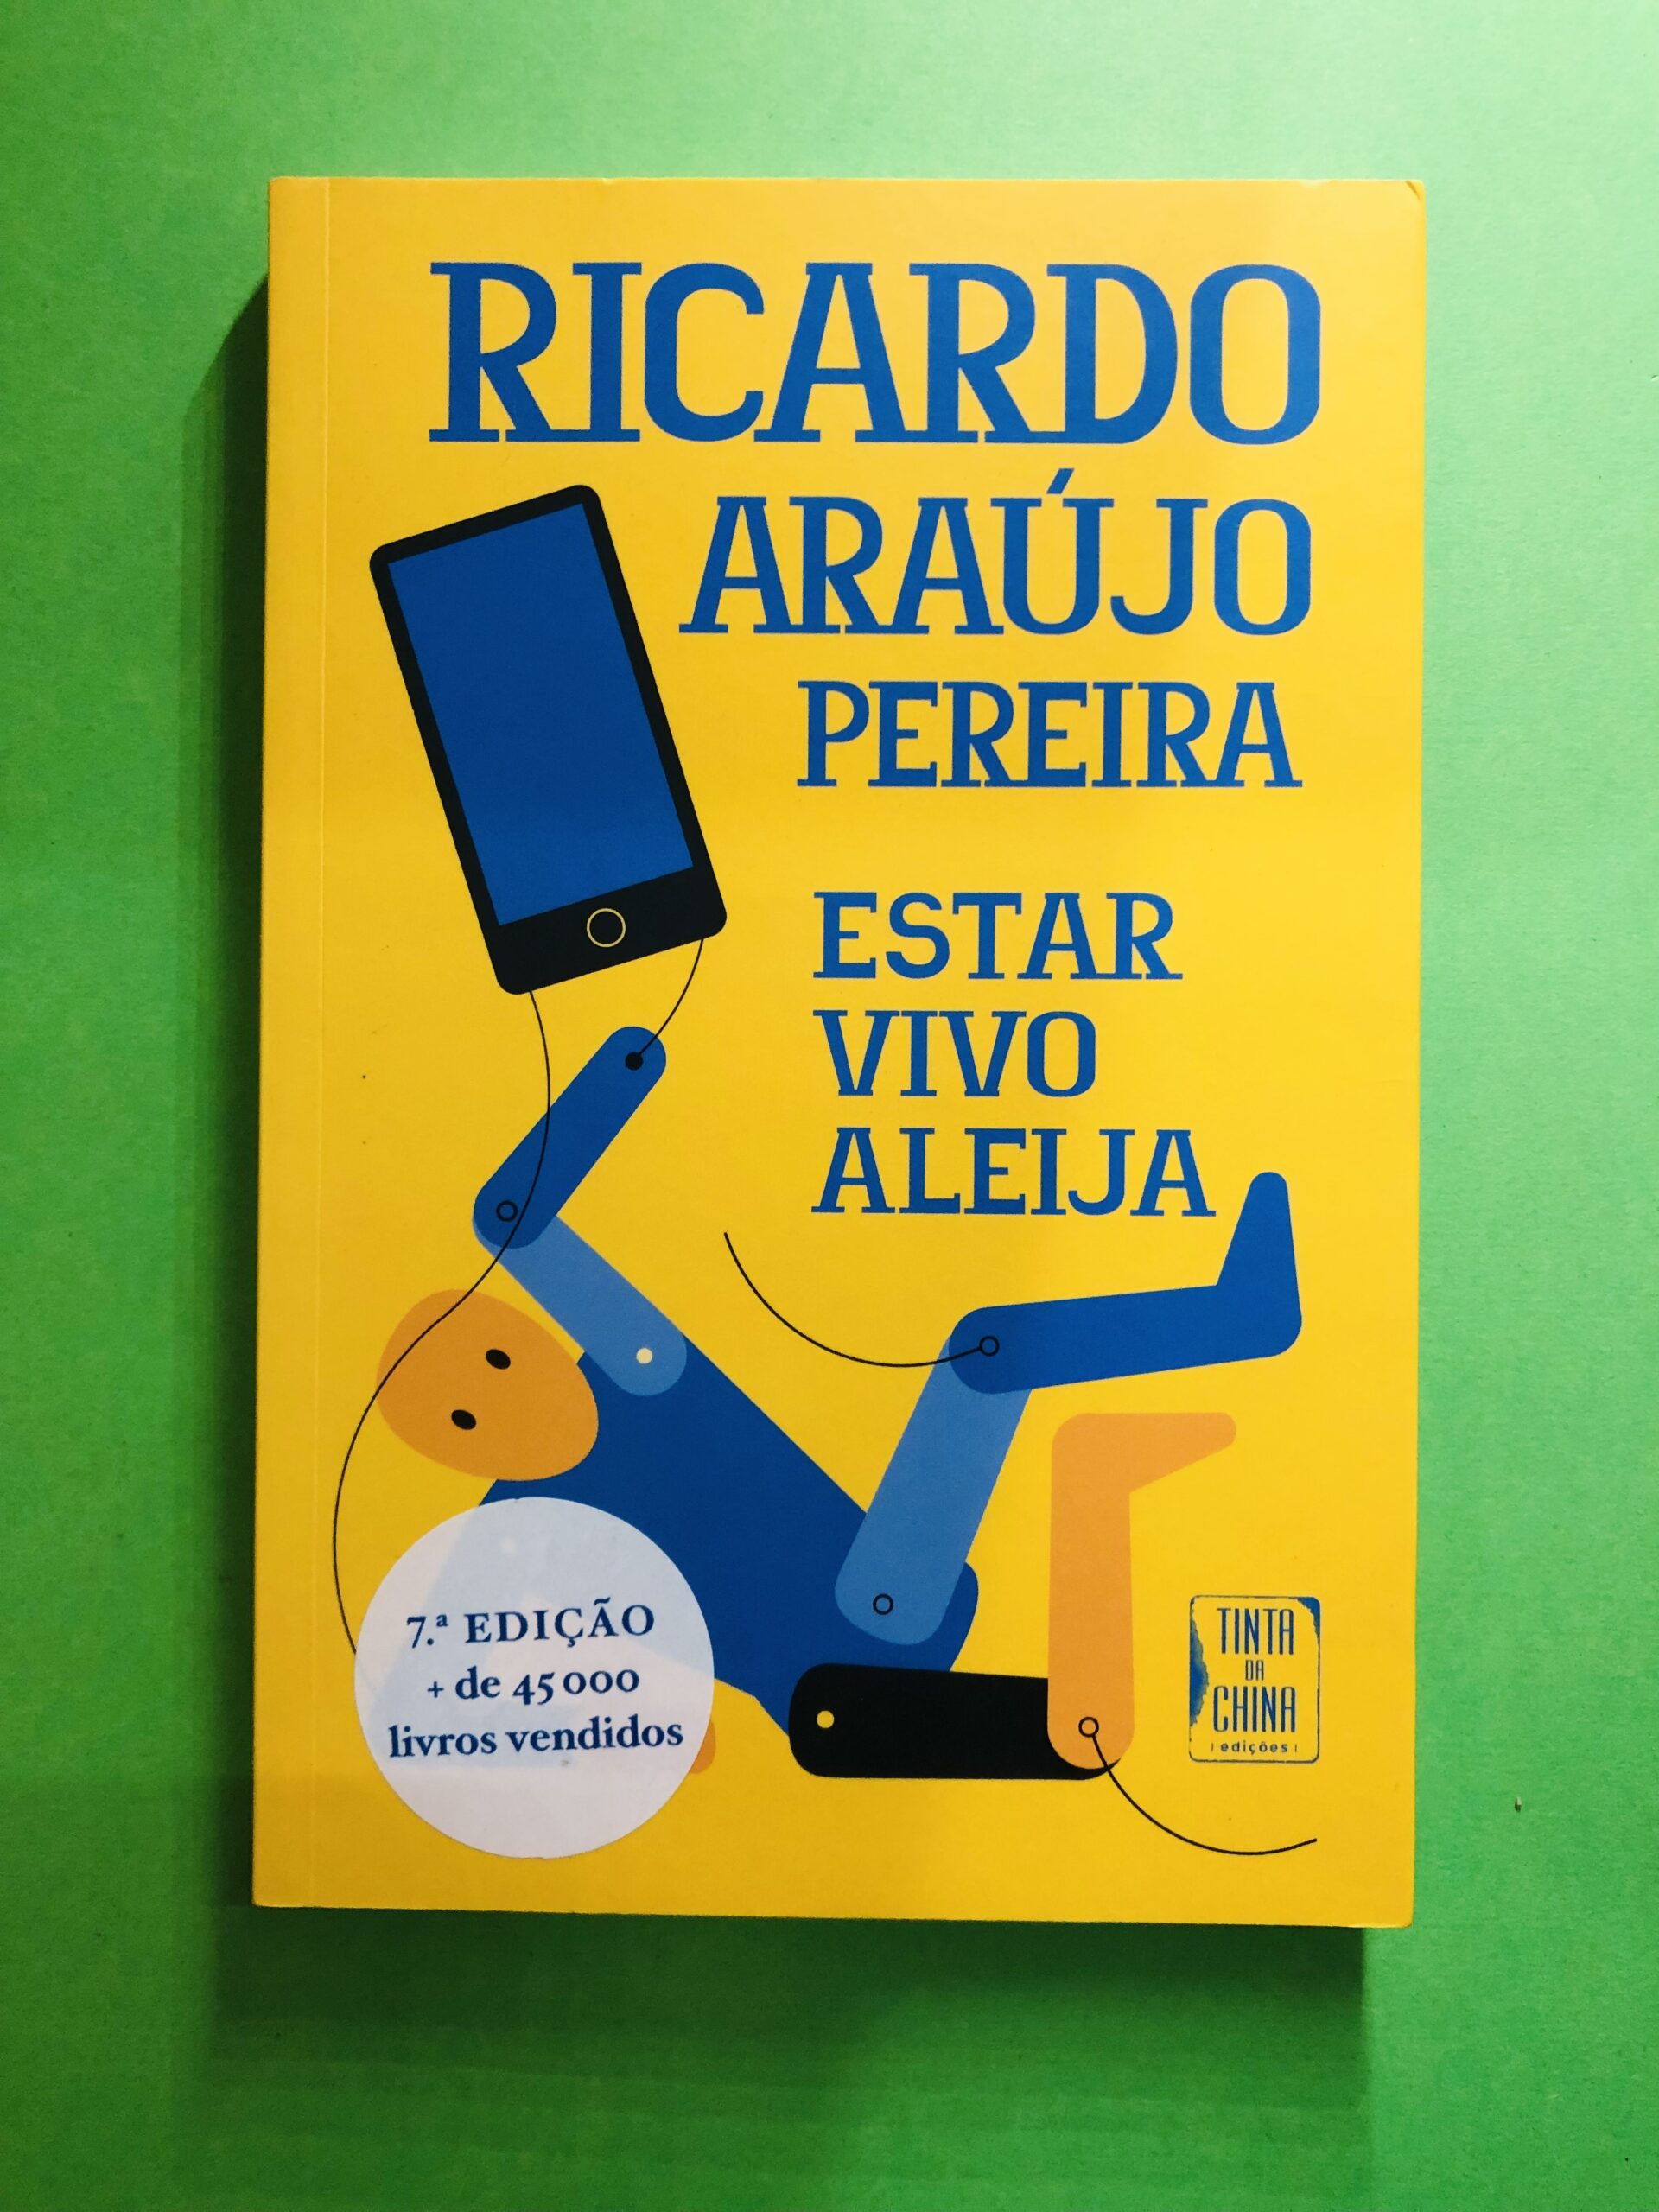 RICARDO
ARAÚJO
PEREIRA
ESTAR
VIVO
ALEIJA
7.ª EDIÇÃO
+ de 45 000
livros vendidos
TINTA
DA
CHINA
| edições |